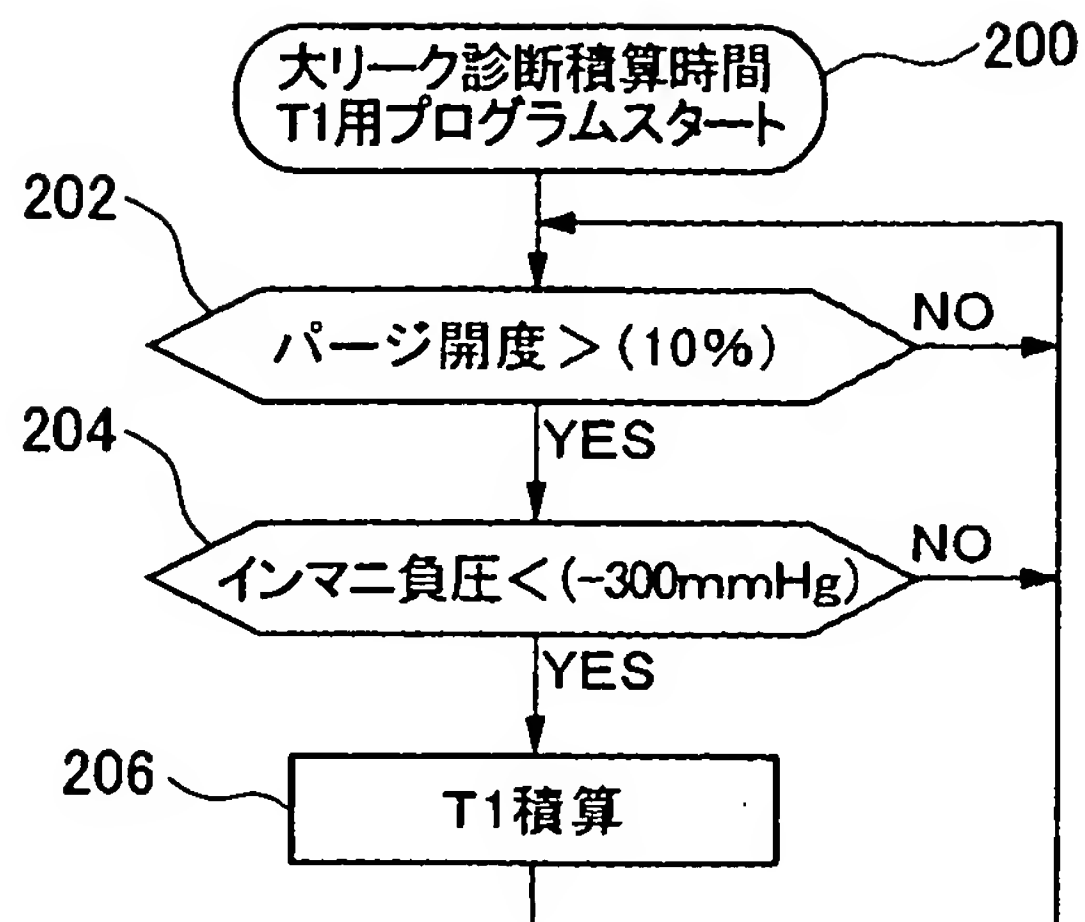 大リーク診断積算時間
T1用プログラムスタート
200
202
パージ開度>(10%)
NO
YES
204
インマニ負圧<(-300mmHg)
NO
YES
206
T1積算